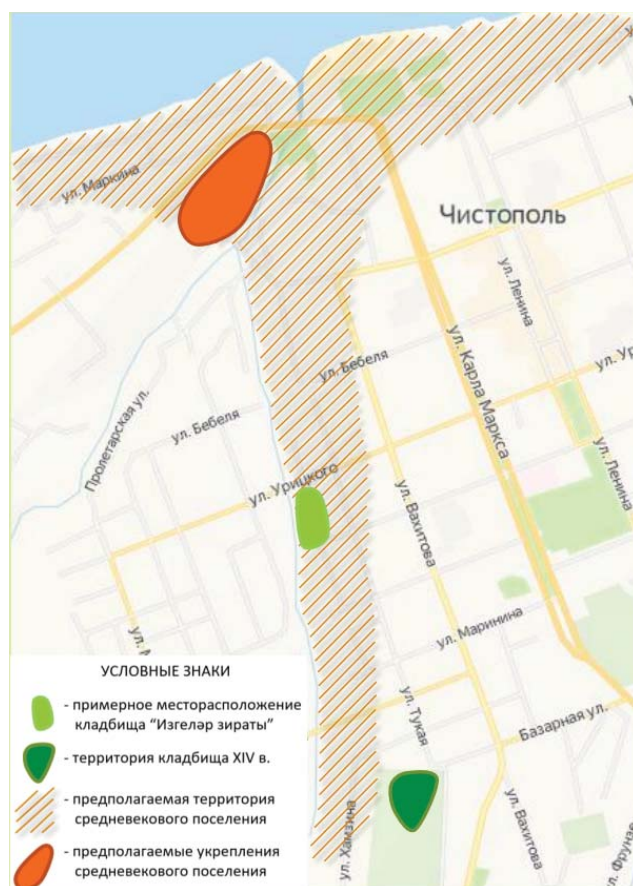 ул. Маркина
Чистополь
ул. Ленина
ул. Карла Маркса
ул. Бебеля
Пролетарская ул.
ул. Бебеля
ул. Урицкого
ул. Ленина
ул. Вахитова
ул. Маринина
ул. Тукая
Базарная ул.
ул. Хамзина
ул. Вахитова
ул. Фрунзе
УСЛОВНЫЕ ЗНАКИ
- примерное месторасположение
кладбища “Изгеләр зираты”
- территория кладбища XIV в.
- предполагаемая территория
средневекового поселения
- предполагаемые укрепления
средневекового поселения